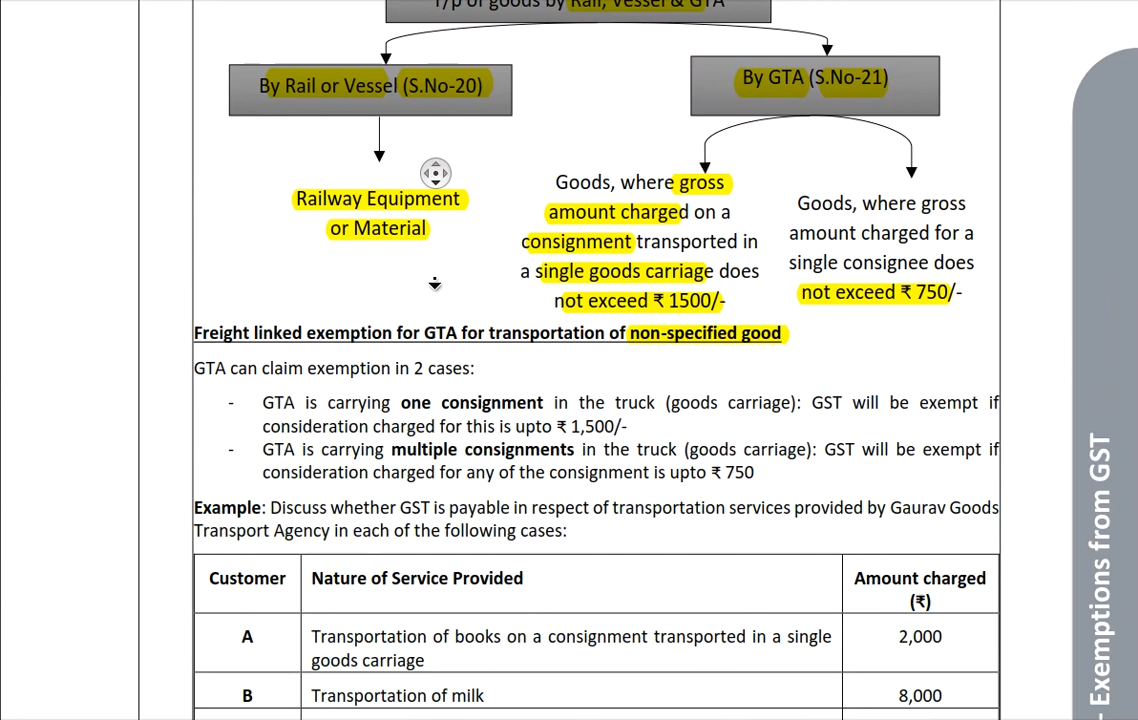 T/p of goods by Rail, Vessel & GTA
By Rail or Vessel (S.No-20)
By GTA (S.No-21)
Railway Equipment
or Material
Goods, where gross
amount charged on a
consignment transported in
a single goods carriage does
not exceed ₹ 1500/-
Goods, where gross
amount charged for a
single consignee does
not exceed ₹ 750/-
Freight linked exemption for GTA for transportation of non-specified good
GTA can claim exemption in 2 cases:
- GTA is carrying one consignment in the truck (goods carriage): GST will be exempt if
consideration charged for this is upto ₹ 1,500/-
- GTA is carrying multiple consignments in the truck (goods carriage): GST will be exempt if
consideration charged for any of the consignment is upto ₹ 750
Example: Discuss whether GST is payable in respect of transportation services provided by Gaurav Goods
Transport Agency in each of the following cases:
Customer Nature of Service Provided Amount charged
(₹)
A Transportation of books on a consignment transported in a single 2,000
goods carriage
B Transportation of milk 8,000
- Exemptions from GST